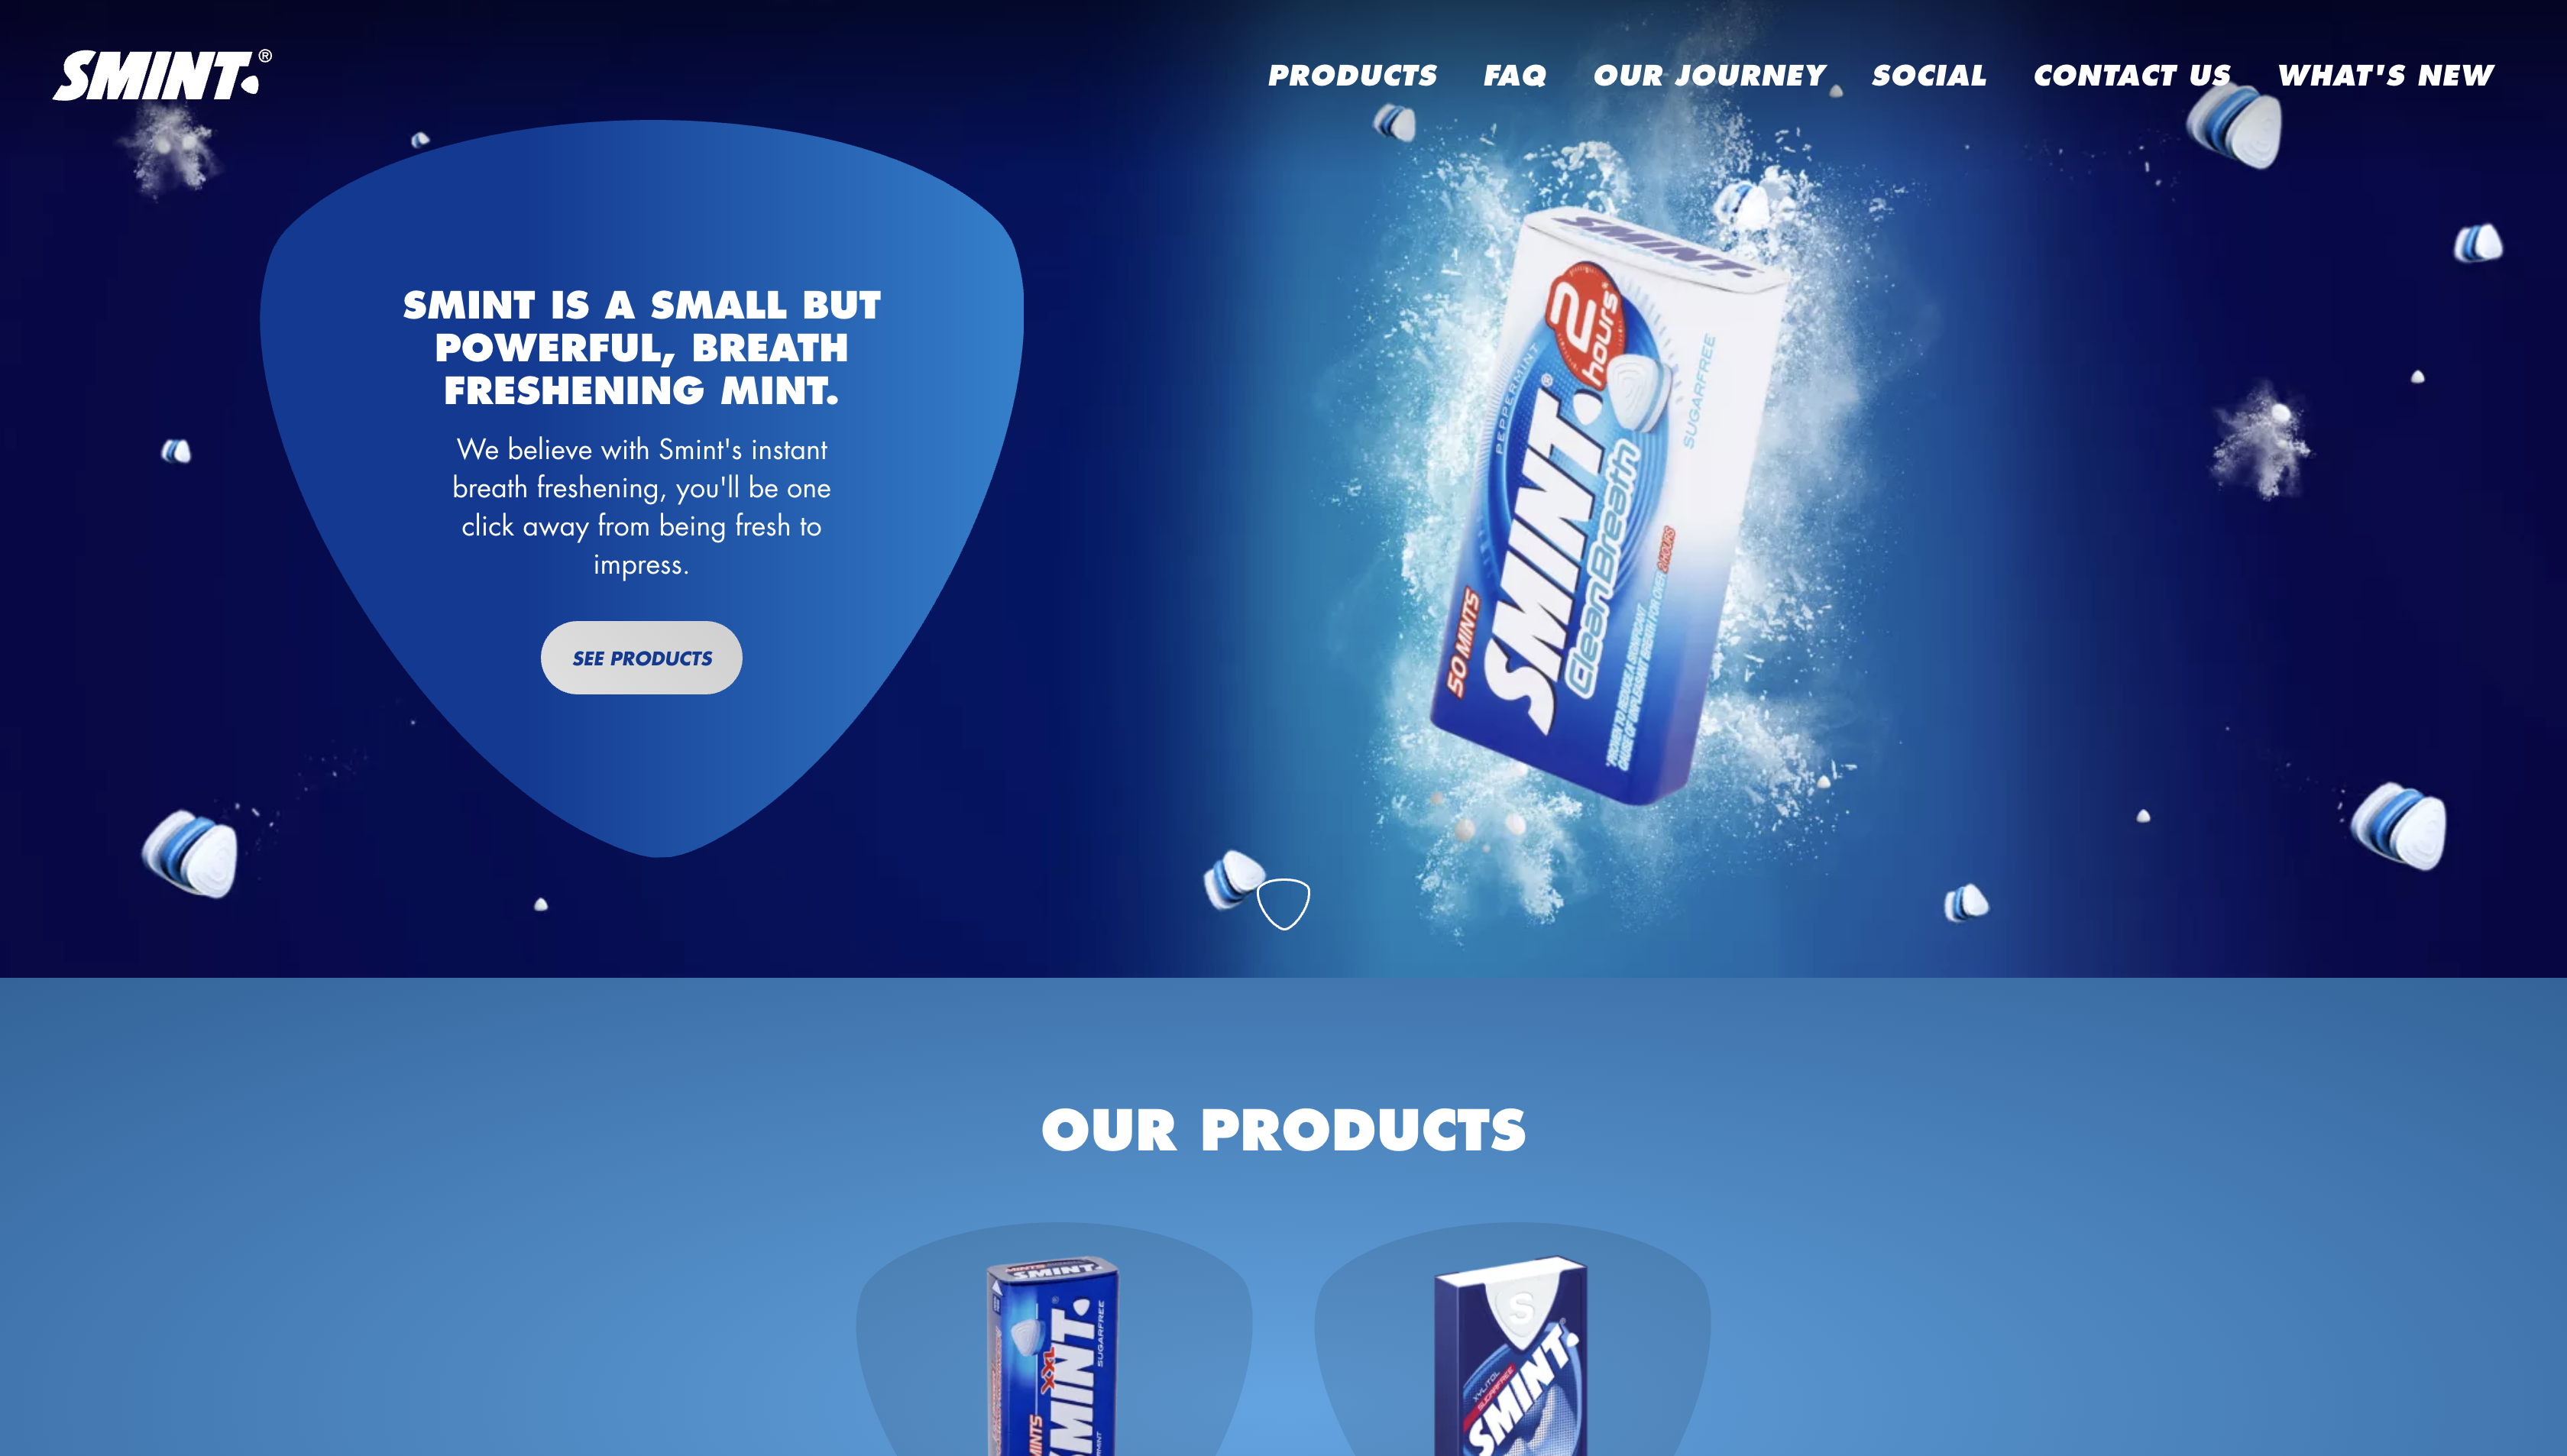 SMINT.®
PRODUCTS FAQ OUR JOURNEY SOCIAL CONTACT US WHAT'S NEW
SMINT IS A SMALL BUT
POWERFUL, BREATH
FRESHENING MINT.
We believe with Smint's instant
breath freshening, you'll be one
click away from being fresh to
impress.
SEE PRODUCTS
SMINT.
2
hours*
PEPPERMINT
SMINT.®
CleanBreath
SUGARFREE
50 MINTS
OUR PRODUCTS
SMINT.
SUGARFREE
XXL
SMINT.
S
XYLITOL
SUGARFREE
SMINT.